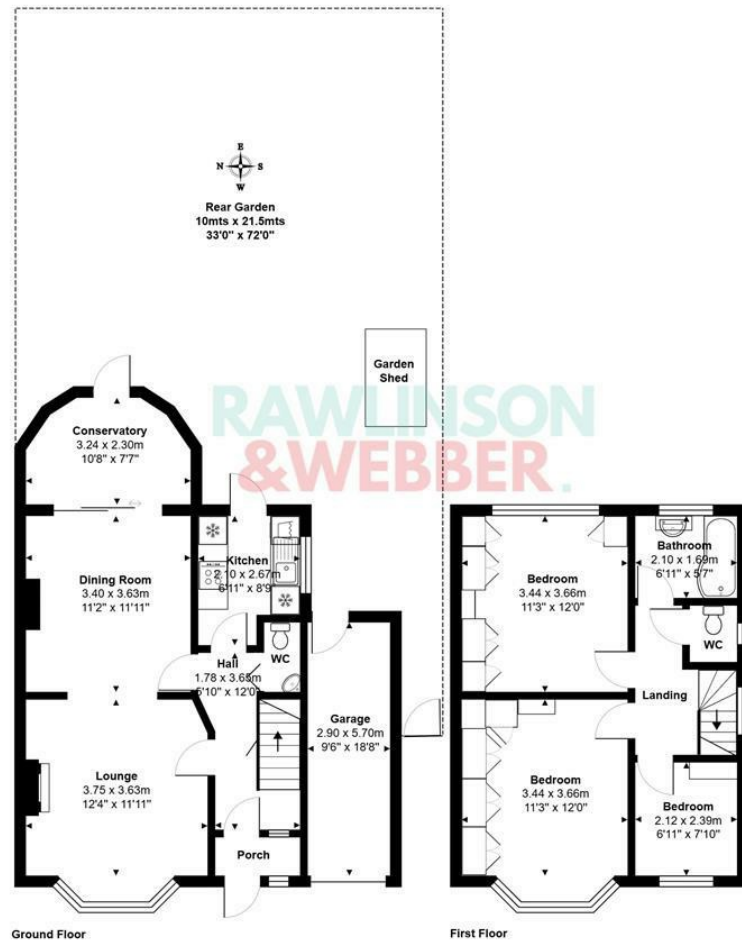 E
N S
W
Rear Garden
10mts x 21.5mts
33'0" x 72'0"
Garden
Shed
RAWLINSON
&WEBBER.
Conservatory
3.24 x 2.30m
10'8" x 7'7"
Kitchen
2.10 x 2.67m
6'11" x 8'9
Dining Room
3.40 x 3.63m
11'2" x 11'11"
WC
Hall
1.78 x 3.65m
5'10" x 12'0"
Garage
2.90 x 5.70m
9'6" x 18'8"
Lounge
3.75 x 3.63m
12'4" x 11'11"
Porch
Ground Floor
Bedroom
3.44 x 3.66m
11'3" x 12'0"
Bathroom
2.10 x 1.69m
6'11" x 5'7"
WC
Landing
Bedroom
3.44 x 3.66m
11'3" x 12'0"
Bedroom
2.12 x 2.39m
6'11" x 7'10"
First Floor